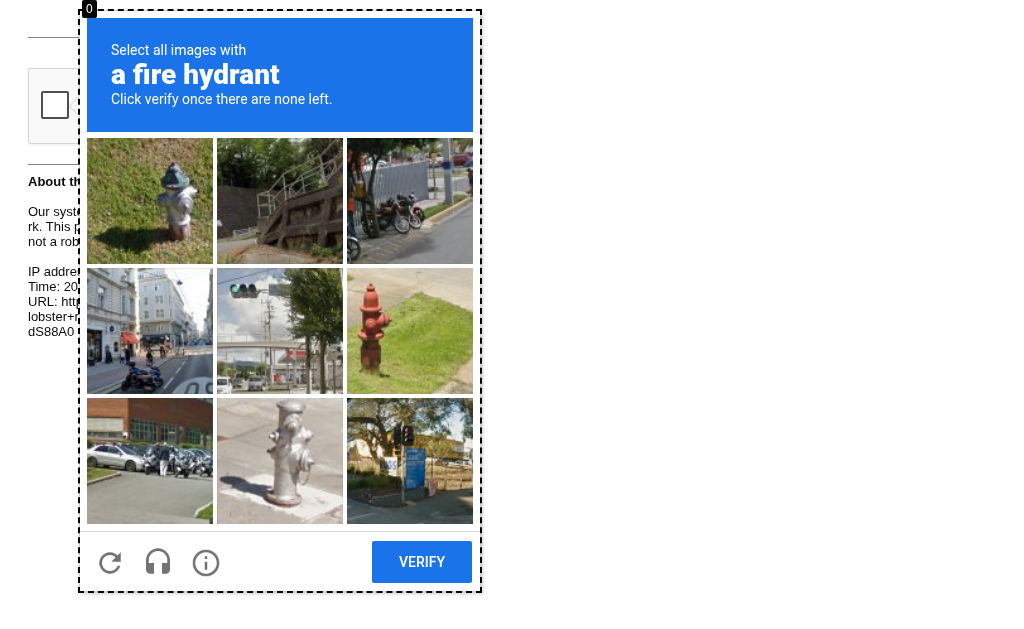 0
Select all images with
a fire hydrant
Click verify once there are none left.
About th
Our syst
rk. This p
not a rob
IP addre
Time: 20
URL: http
lobster+r
dS88A0
VERIFY